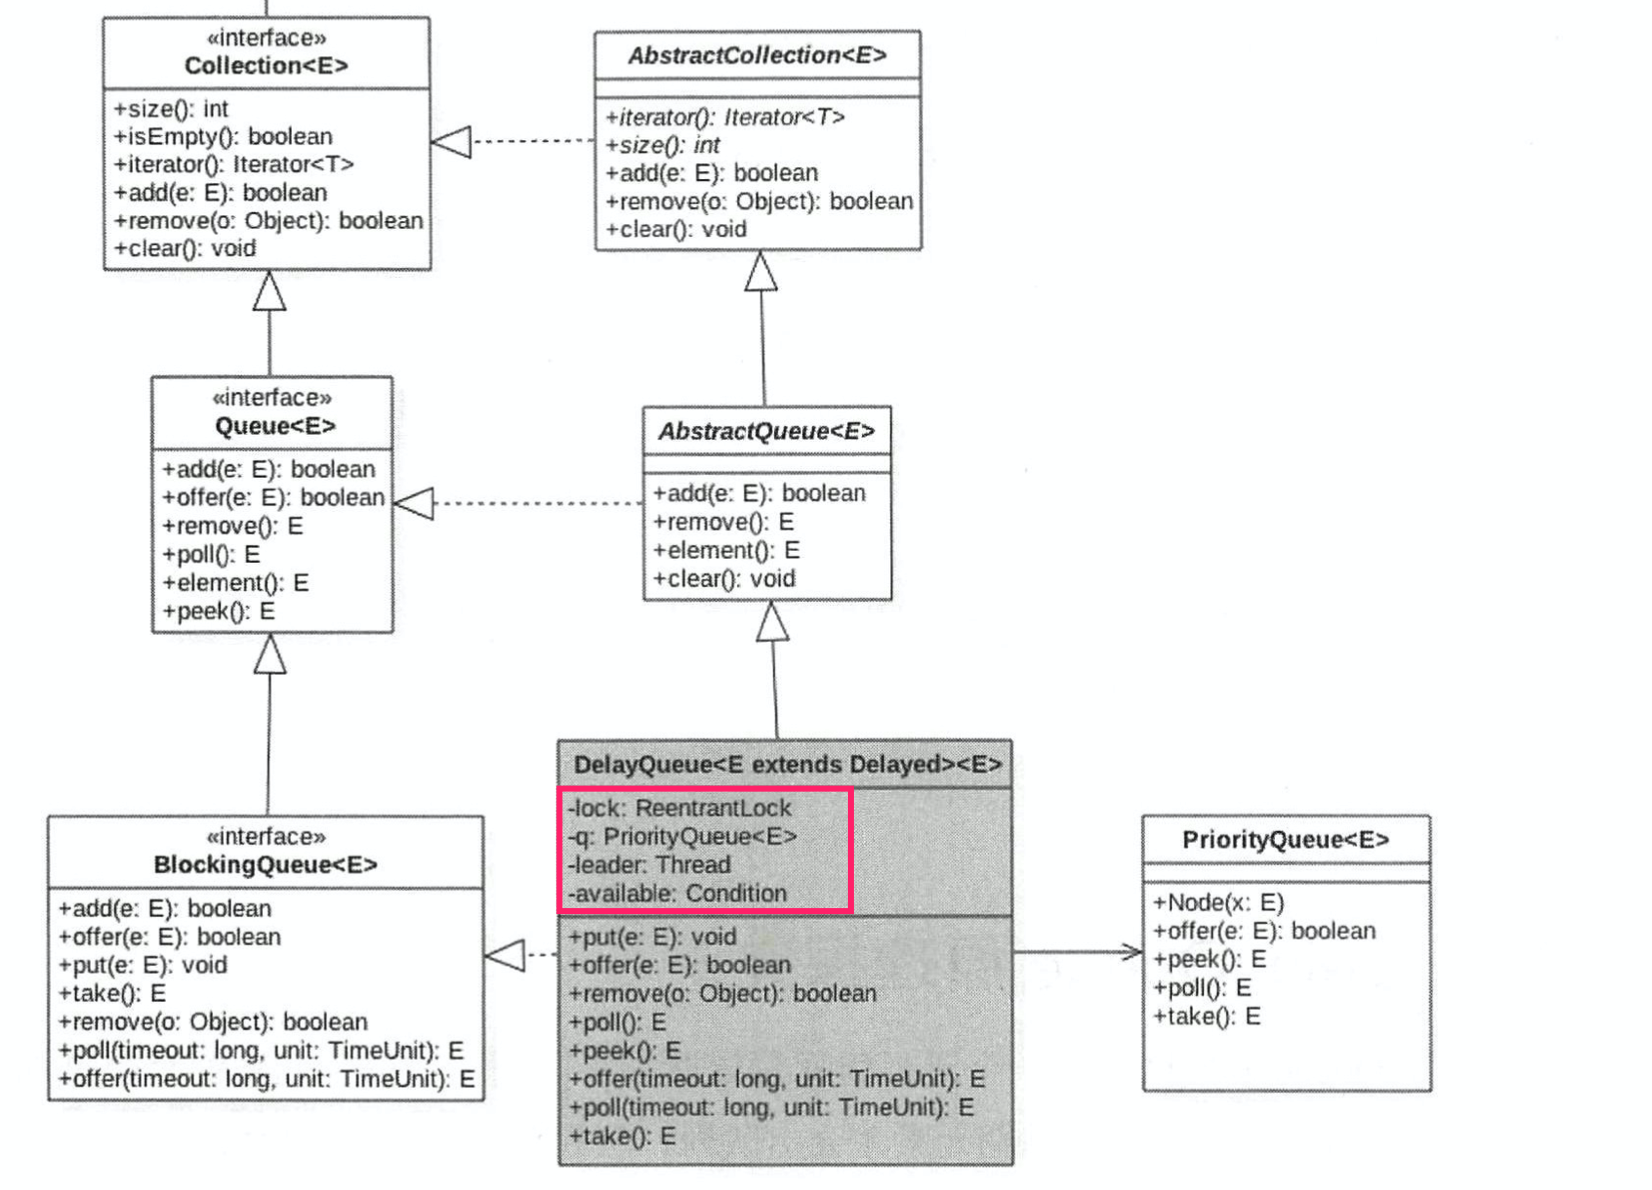 «interface»
Collection<E>
+size(): int
+isEmpty(): boolean
+iterator(): Iterator<T>
+add(e: E): boolean
+remove(o: Object): boolean
+clear(): void
AbstractCollection<E>
+iterator(): Iterator<T>
+size(): int
+add(e: E): boolean
+remove(o: Object): boolean
+clear(): void
«interface»
Queue<E>
+add(e: E): boolean
+offer(e: E): boolean
+remove(): E
+poll(): E
+element(): E
+peek(): E
AbstractQueue<E>
+add(e: E): boolean
+remove(): E
+element(): E
+clear(): void
«interface»
BlockingQueue<E>
+add(e: E): boolean
+offer(e: E): boolean
+put(e: E): void
+take(): E
+remove(o: Object): boolean
+poll(timeout: long, unit: TimeUnit): E
+offer(timeout: long, unit: TimeUnit): E
DelayQueue<E extends Delayed><E>
-lock: ReentrantLock
-q: PriorityQueue<E>
-leader: Thread
-available: Condition
+put(e: E): void
+offer(e: E): boolean
+remove(o: Object): boolean
+poll(): E
+peek(): E
+offer(timeout: long, unit: TimeUnit): E
+poll(timeout: long, unit: TimeUnit): E
+take(): E
PriorityQueue<E>
+Node(x: E)
+offer(e: E): boolean
+peek(): E
+poll(): E
+take(): E